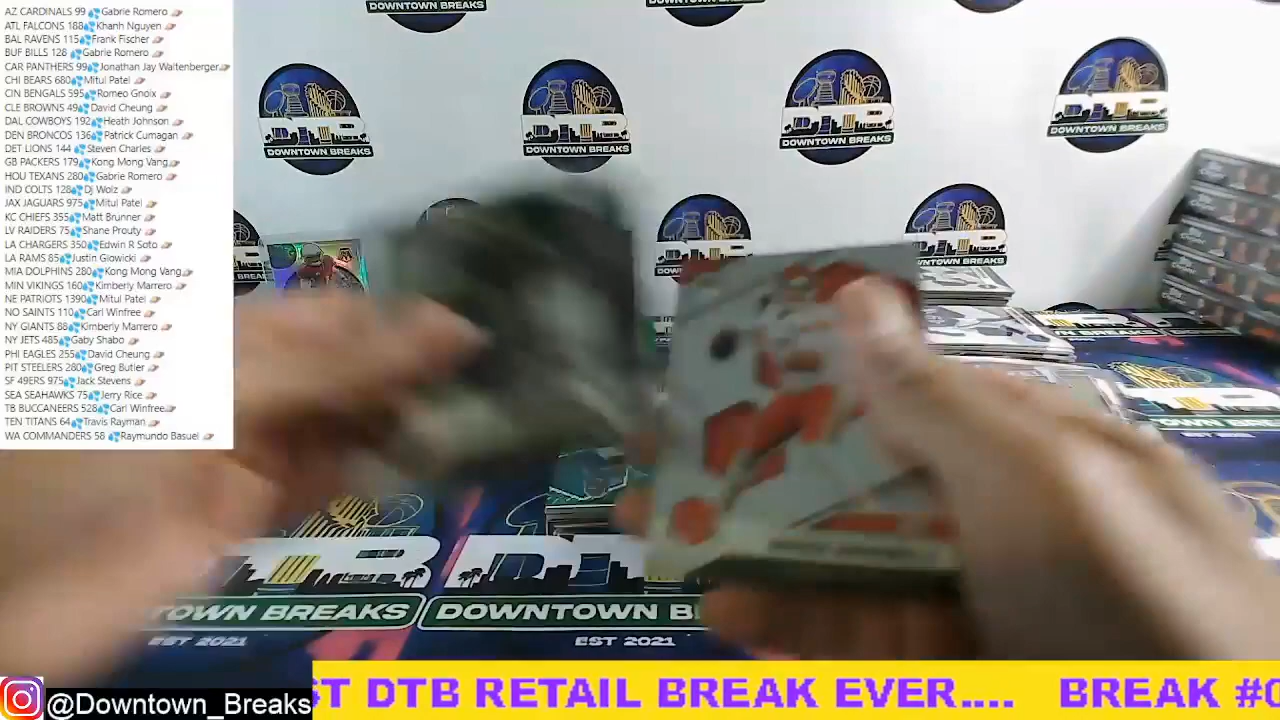 AZ CARDINALS 99 💦Gabrie Romero
ATL FALCONS 188💦Khanh Nguyen
BAL RAVENS 115💦Frank Fischer
BUF BILLS 128 💦Gabrie Romero
CAR PANTHERS 99💦Jonathan Jay Waltenberger
CHI BEARS 680💦Mitul Patel
CIN BENGALS 595💦Romeo Gnoix
CLE BROWNS 49💦David Cheung
DAL COWBOYS 192💦Heath Johnson
DEN BRONCOS 136💦Patrick Cumagan
DET LIONS 144 💦Steven Charles
GB PACKERS 179💦Kong Mong Vang
HOU TEXANS 280💦Gabrie Romero
IND COLTS 128💦DJ Wolz
JAX JAGUARS 975💦Mitul Patel
KC CHIEFS 355💦Matt Brunner
LV RAIDERS 75💦Shane Prouty
LA CHARGERS 350💦Edwin R Soto
LA RAMS 85💦Justin Glowicki
MIA DOLPHINS 280💦Kong Mong Vang
MIN VIKINGS 160💦Kimberly Marrero
NE PATRIOTS 1390💦Mitul Patel
NO SAINTS 110💦Carl Winfree
NY GIANTS 88💦Kimberly Marrero
NY JETS 485💦Gaby Shabo
PHI EAGLES 255💦David Cheung
PIT STEELERS 280💦Greg Butler
SF 49ERS 975💦Jack Stevens
SEA SEAHAWKS 75💦Jerry Rice
TB BUCCANEERS 528💦Carl Winfree
TEN TITANS 64💦Travis Rayman
WA COMMANDERS 58 💦Raymundo Basuel
DOWNTOWN BREAKS
DOWNTOWN BREAKS
DTB
DOWNTOWN BREAKS
DTB
DOWNTOWN BREAKS
DTB
DOWNTOWN BREAKS
DTB
DOWNTOWN BREAKS
DTB
DTB
TB
TOWN BREAKS
EST 2021
DOWNTOWN B
EST 2021
ST DTB RETAIL BREAK EVER.... BREAK #
@Downtown_Breaks